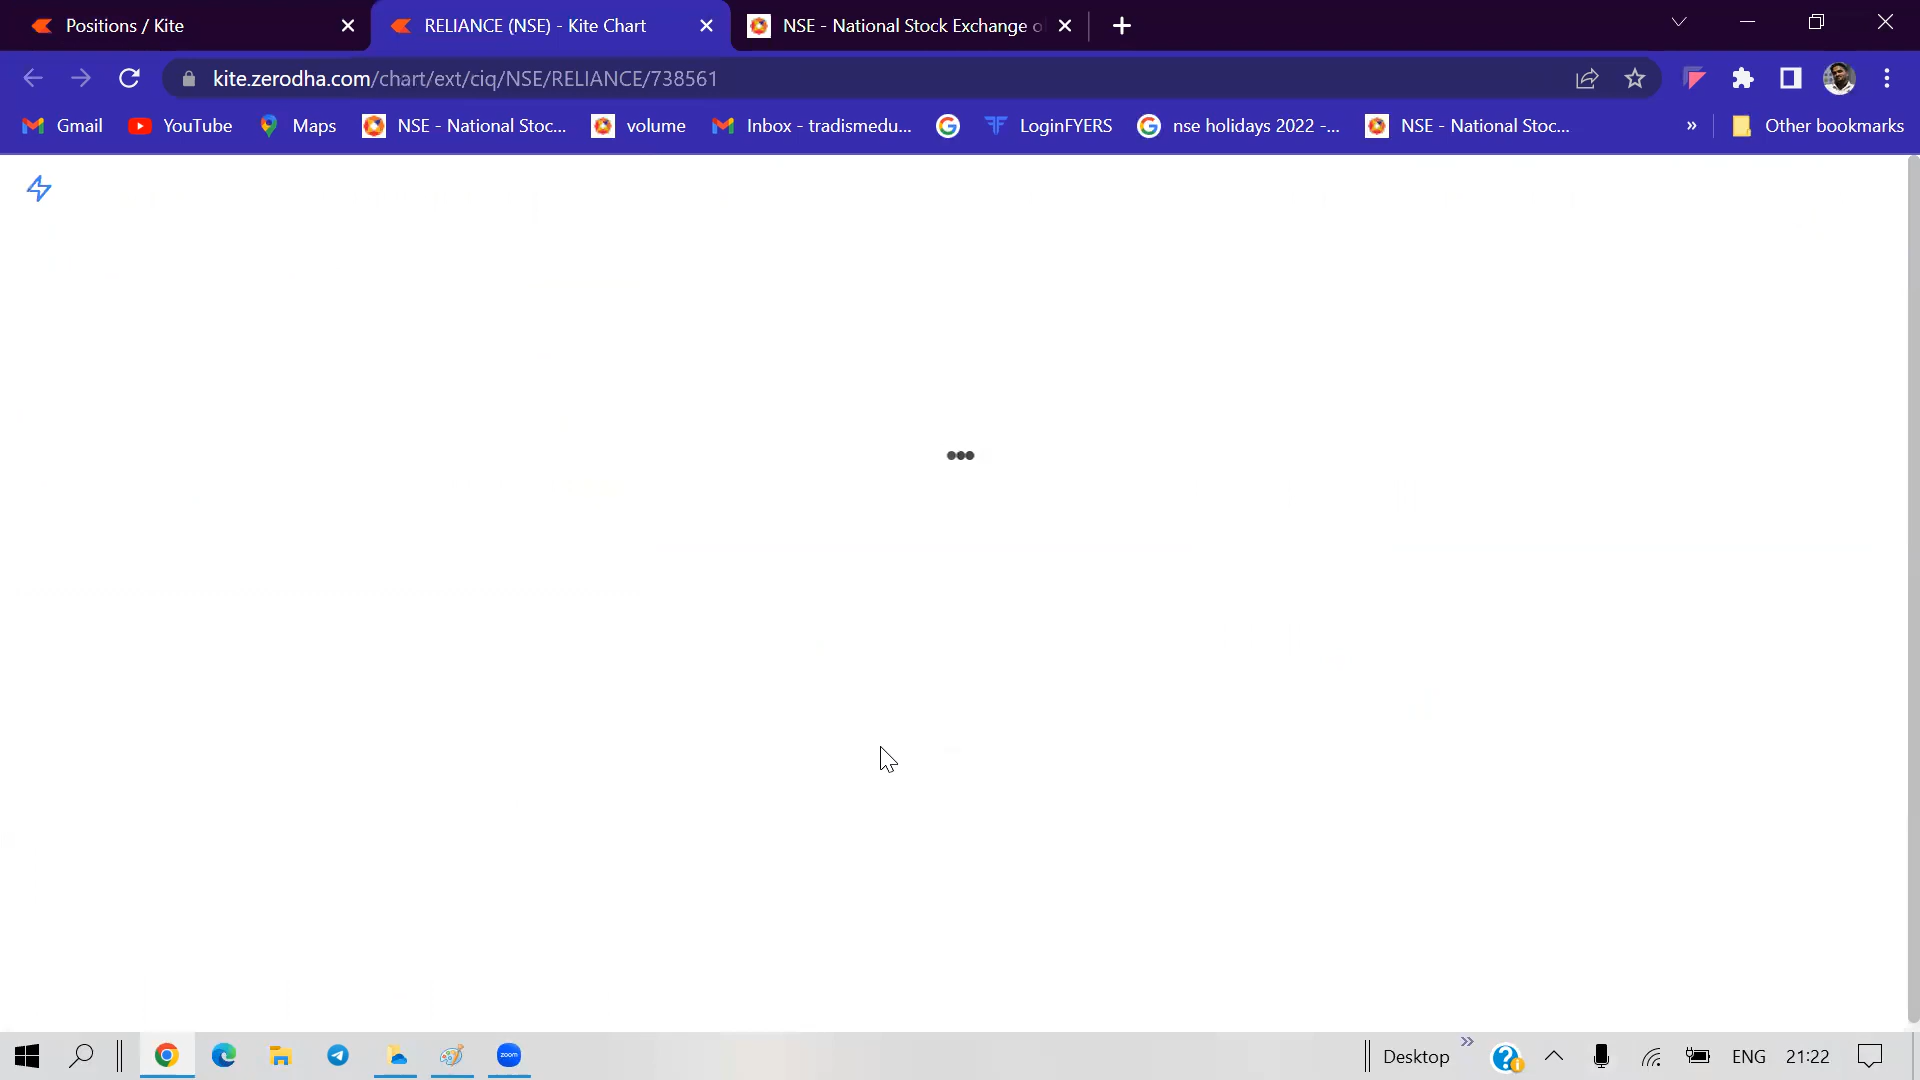 Positions / Kite
RELIANCE (NSE) - Kite Chart
NSE - National Stock Exchange o
kite.zerodha.com/chart/ext/ciq/NSE/RELIANCE/738561
Gmail
YouTube
Maps
NSE - National Stoc...
volume
Inbox - tradismedu...
LoginFYERS
nse holidays 2022 -...
NSE - National Stoc...
»
Other bookmarks
zoom
Desktop
»
ENG
21:22